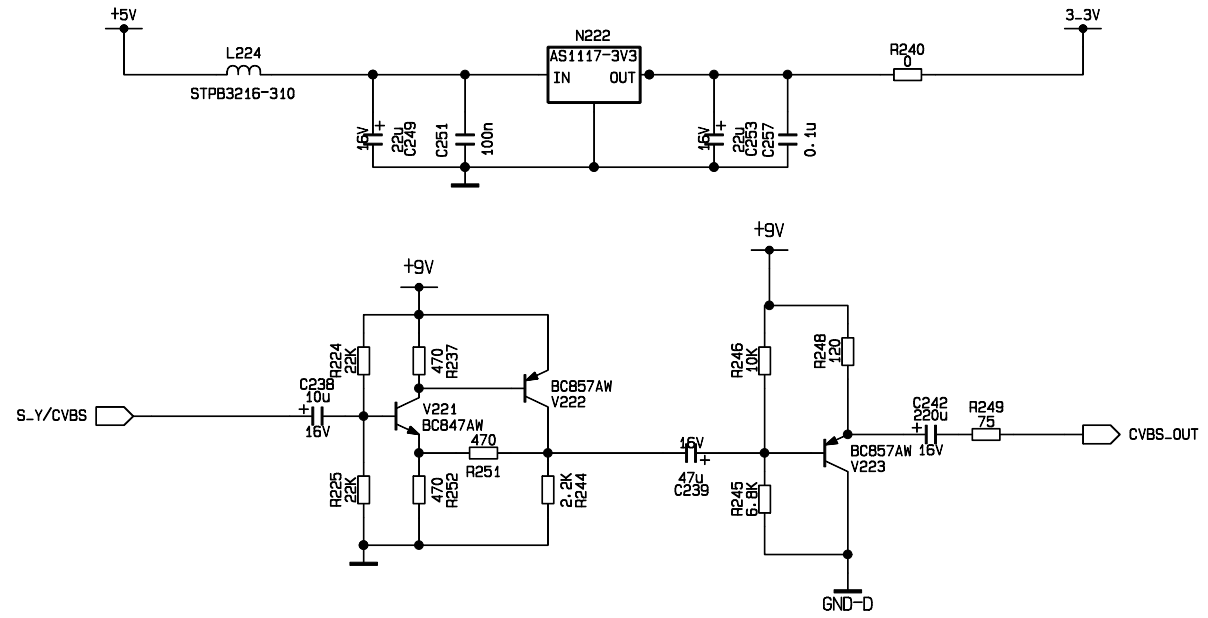 +5V
3_3V
L224
STPB3216-310
N222
AS1117-3V3
IN
OUT
R240
0
16V
+
22u
C249
C251
100n
16V
+
22u
C253
C257
0.1u
+9V
+9V
R224
22K
470
R237
BC857AW
V222
R246
10K
R248
120
C238
10u
+
16V
S_Y/CVBS
V221
BC847AW
470
R251
R225
22K
470
R252
2.2K
R244
16V
+
47u
C239
R245
6.8K
BC857AW
V223
C242
220u
+
16V
R249
75
CVBS_OUT
GND-D